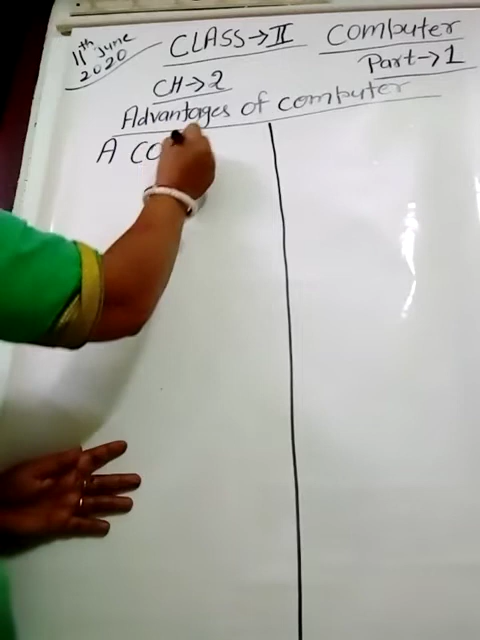 11th June 2020
CLASS→II Computer
Part→1
CH→2
Advantages of computer
A co